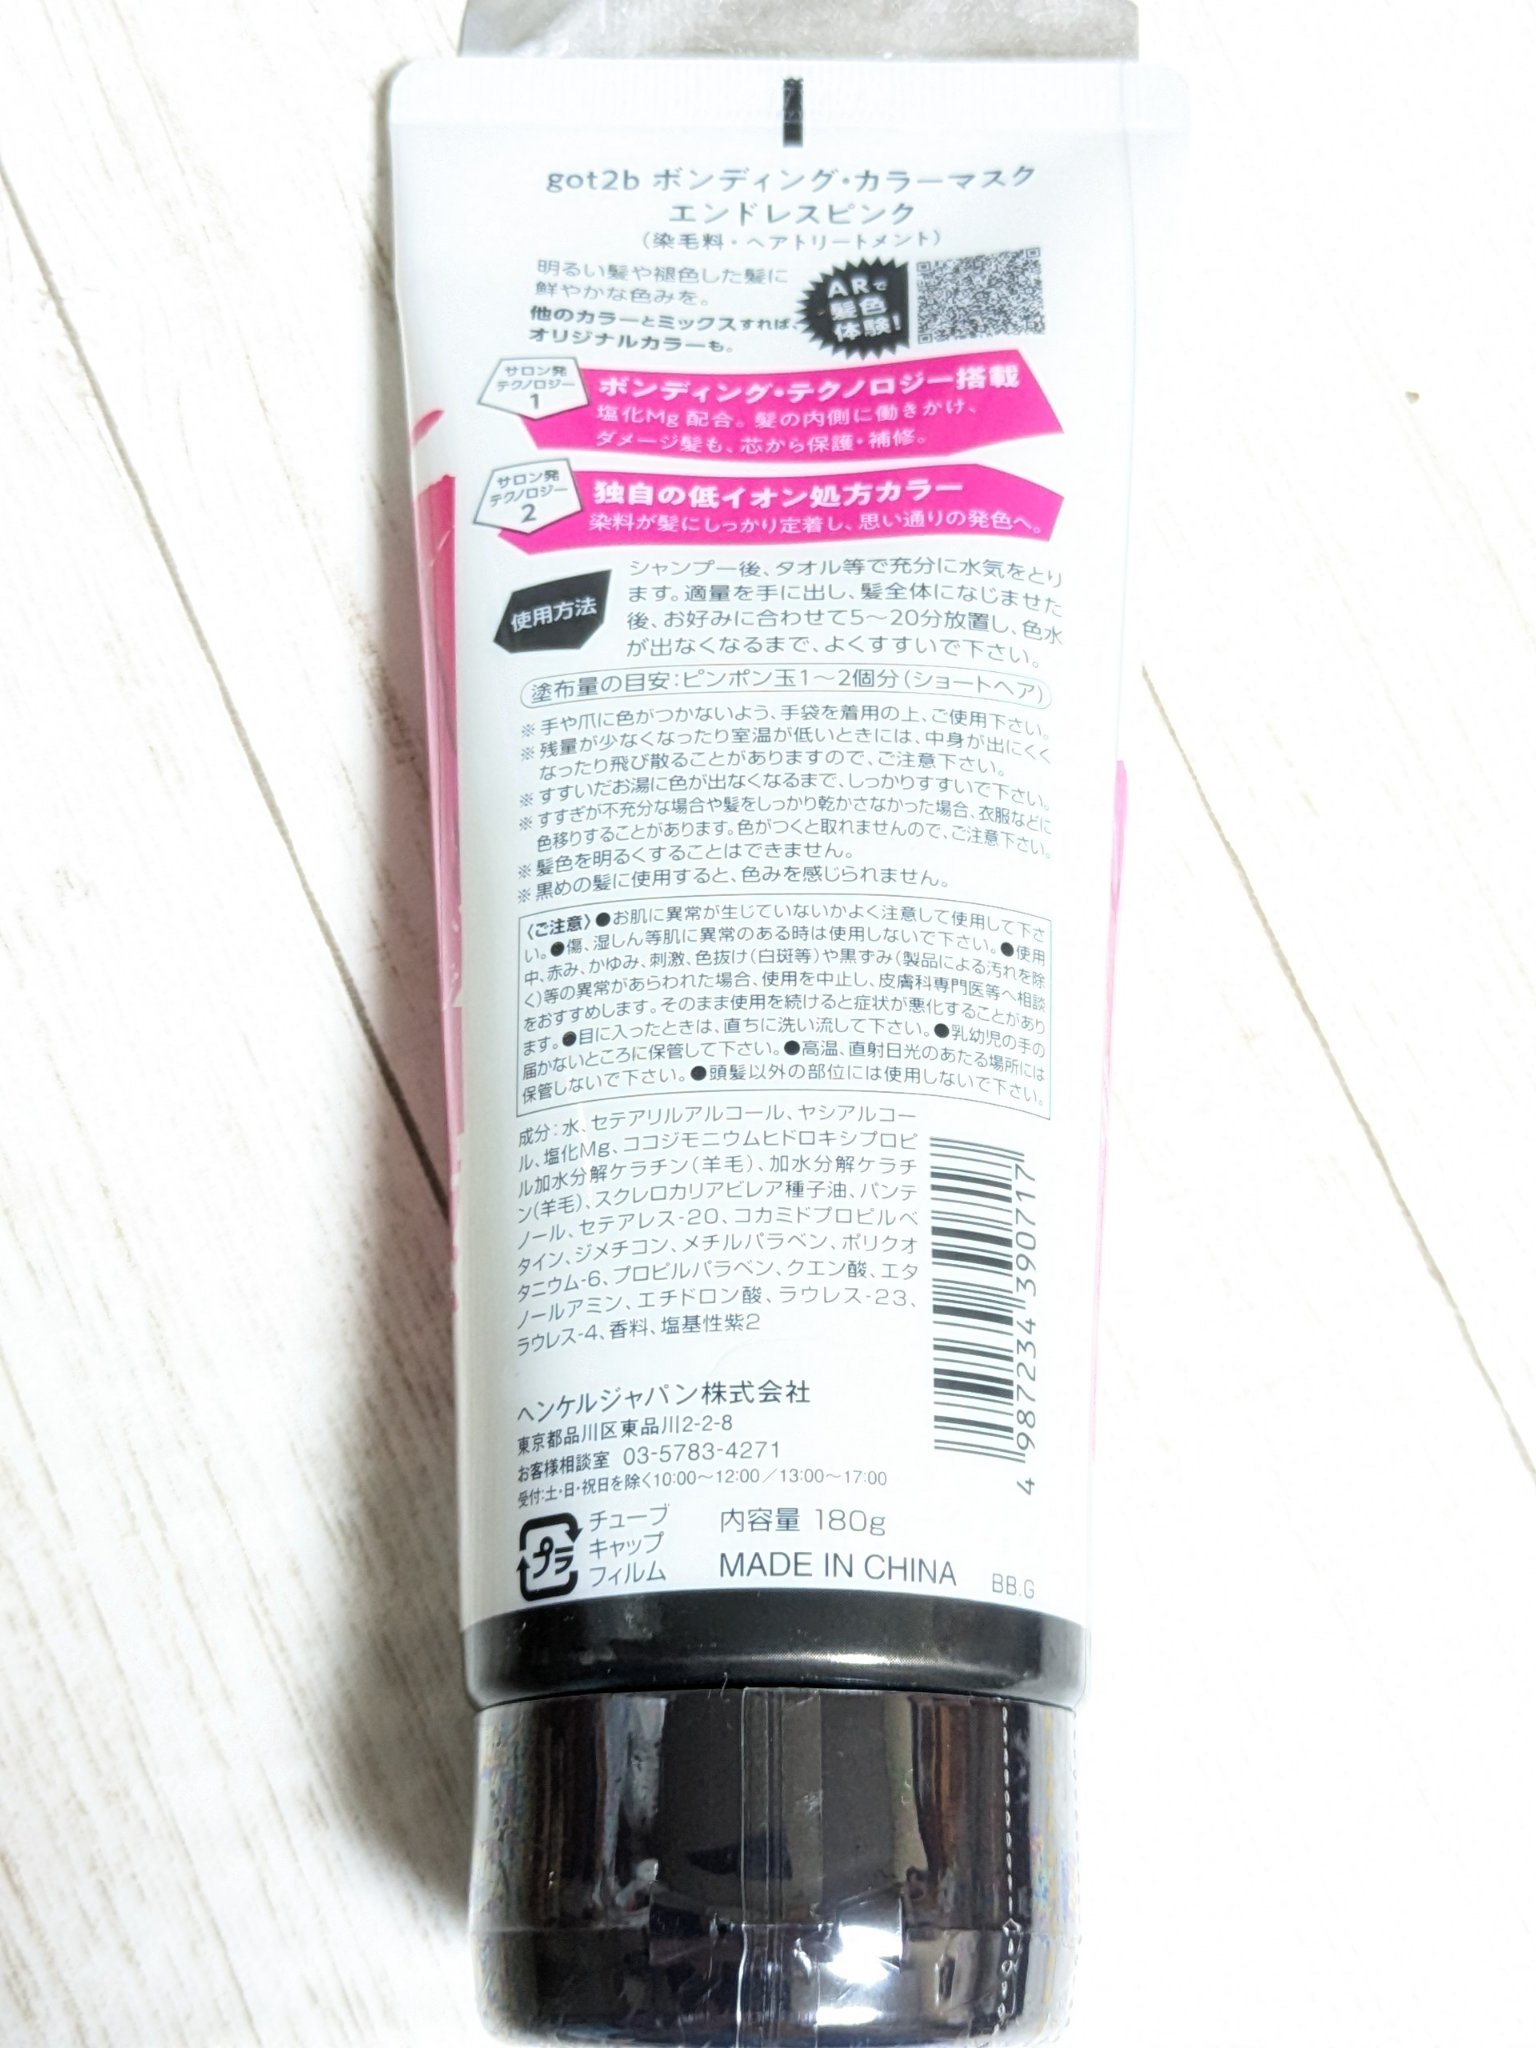 got2b ボンディング・カラーマスク
エンドレスピンク
（染毛料・ヘアトリートメント）
明るい髪や褪色した髪に
鮮やかな色みを。
他のカラーとミックスすれば、
オリジナルカラーも。
ARで
髪色
体験!
サロン発
テクノロジー
1
ボンディング・テクノロジー搭載
塩化Mg 配合。髪の内側に働きかけ、
ダメージ髪も、芯から保護・補修。
サロン発
テクノロジー
2
独自の低イオン処方カラー
染料が髪にしっかり定着し、思い通りの発色へ。
使用方法
シャンプー後、タオル等で充分に水気をとり
ます。適量を手に出し、髪全体になじませた
後、お好みに合わせて5〜20分放置し、色水
が出なくなるまで、よくすすいで下さい。
塗布量の目安：ピンポン玉1〜2個分（ショートヘア）
※ 手や爪に色がつかないよう、手袋を着用の上、ご使用下さい。
※ 残量が少なくなったり室温が低いときには、中身が出にくく
なったり飛び散ることがありますので、ご注意下さい。
※ すすいだお湯に色が出なくなるまで、しっかりすすいで下さい。
※ すすぎが不充分な場合や髪をしっかり乾かさなかった場合、衣服などに
色移りすることがあります。色がつくと取れませんので、ご注意下さい。
※ 髪色を明るくすることはできません。
※ 黒めの髪に使用すると、色みを感じられません。
〈ご注意〉●お肌に異常が生じていないかよく注意して使用して下さ
い。●傷、湿しん等肌に異常のある時は使用しないで下さい。●使用
中、赤み、かゆみ、刺激、色抜け（白斑等）や黒ずみ（製品による汚れを除
く）等の異常があらわれた場合、使用を中止し、皮膚科専門医等へ相談
をおすすめします。そのまま使用を続けると症状が悪化することがあり
ます。●目に入ったときは、直ちに洗い流して下さい。●乳幼児の手の
届かないところに保管して下さい。●高温、直射日光のあたる場所には
保管しないで下さい。●頭髪以外の部位には使用しないで下さい。
成分：水、セテアリルアルコール、ヤシアルコー
ル、塩化Mg、ココジモニウムヒドロキシプロピ
ル加水分解ケラチン（羊毛）、加水分解ケラチ
ン（羊毛）、スクレロカリアビレア種子油、パンテ
ノール、セテアレス-20、コカミドプロピルベ
タイン、ジメチコン、メチルパラベン、ポリクオ
タニウム-6、プロピルパラベン、クエン酸、エタ
ノールアミン、エチドロン酸、ラウレス-23、
ラウレス-4、香料、塩基性紫2
4 987234 390717
ヘンケルジャパン株式会社
東京都品川区東品川2-2-8
お客様相談室 03-5783-4271
受付：土・日・祝日を除く10:00〜12:00／13:00〜17:00
プラ
チューブ
キャップ
フィルム
内容量 180g
MADE IN CHINA
BB.G